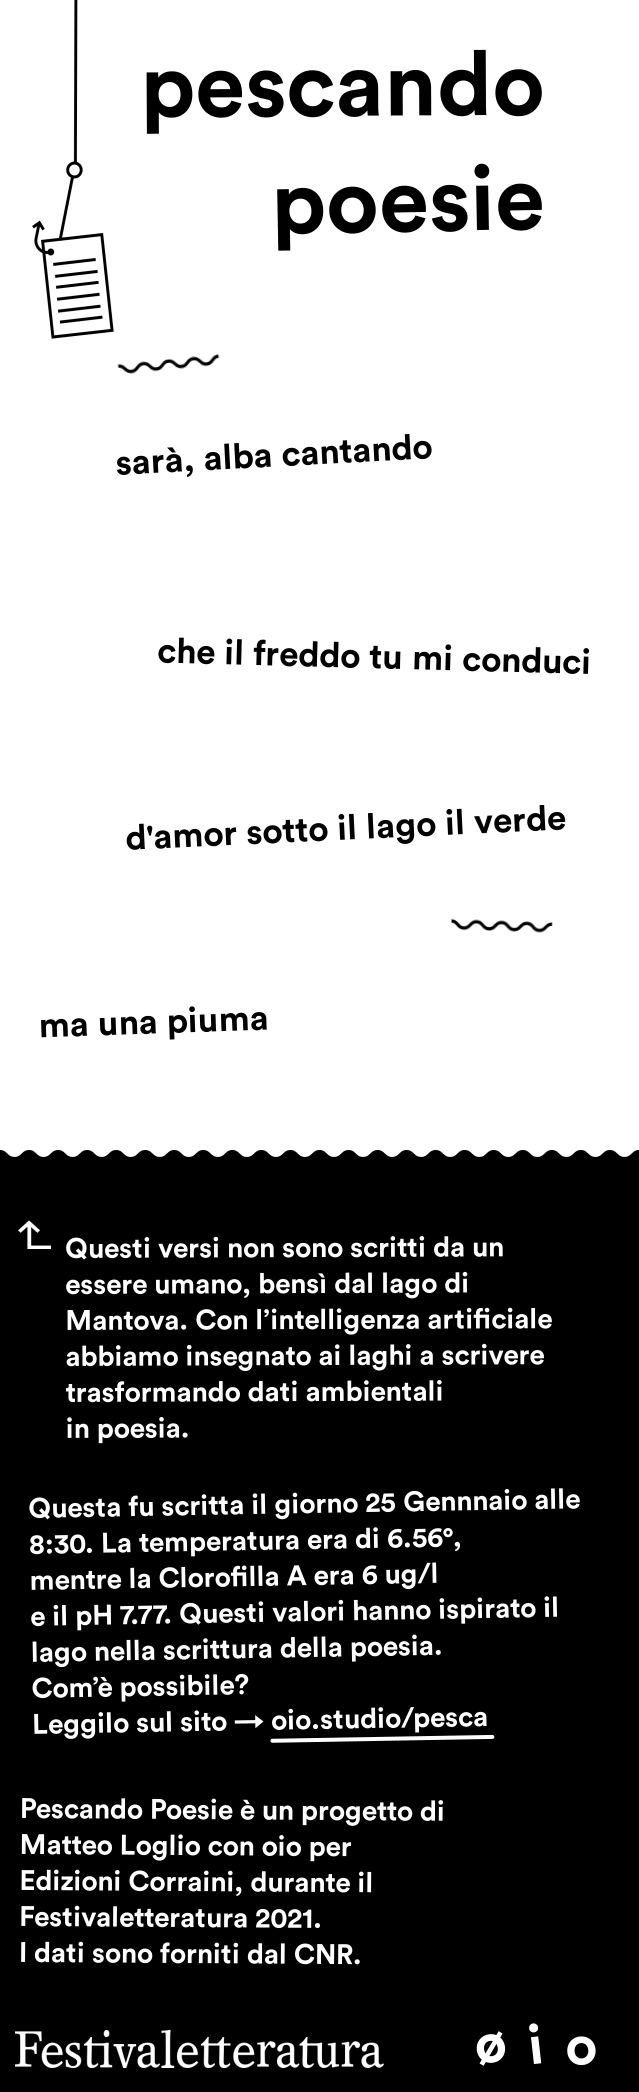 pescando
poesie
sarà, alba cantando
che il freddo tu mi conduci
d'amor sotto il lago il verde
ma una piuma
Questi versi non sono scritti da un
essere umano, bensì dal lago di
Mantova. Con l’intelligenza artificiale
abbiamo insegnato ai laghi a scrivere
trasformando dati ambientali
in poesia.
Questa fu scritta il giorno 25 Gennnaio alle
8:30. La temperatura era di 6.56°,
mentre la Clorofilla A era 6 ug/l
e il pH 7.77. Questi valori hanno ispirato il
lago nella scrittura della poesia.
Com’è possibile?
Leggilo sul sito → oio.studio/pesca
Pescando Poesie è un progetto di
Matteo Loglio con oio per
Edizioni Corraini, durante il
Festivaletteratura 2021.
I dati sono forniti dal CNR.
Festivaletteratura øio